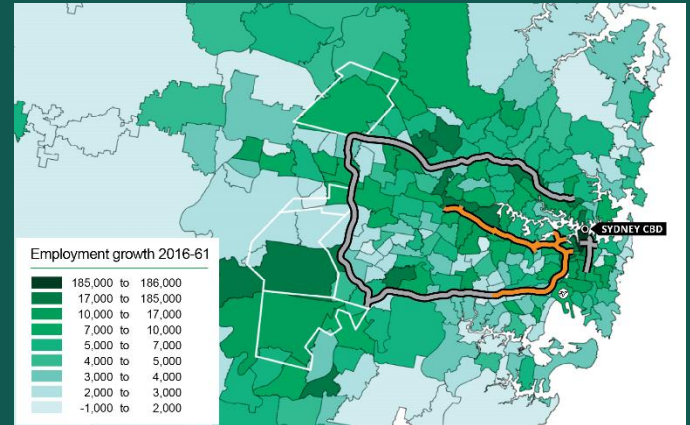 SYDNEY CBD
Employment growth 2016-61
185,000 to 186,000
17,000 to 185,000
10,000 to 17,000
7,000 to 10,000
5,000 to 7,000
4,000 to 5,000
3,000 to 4,000
2,000 to 3,000
-1,000 to 2,000